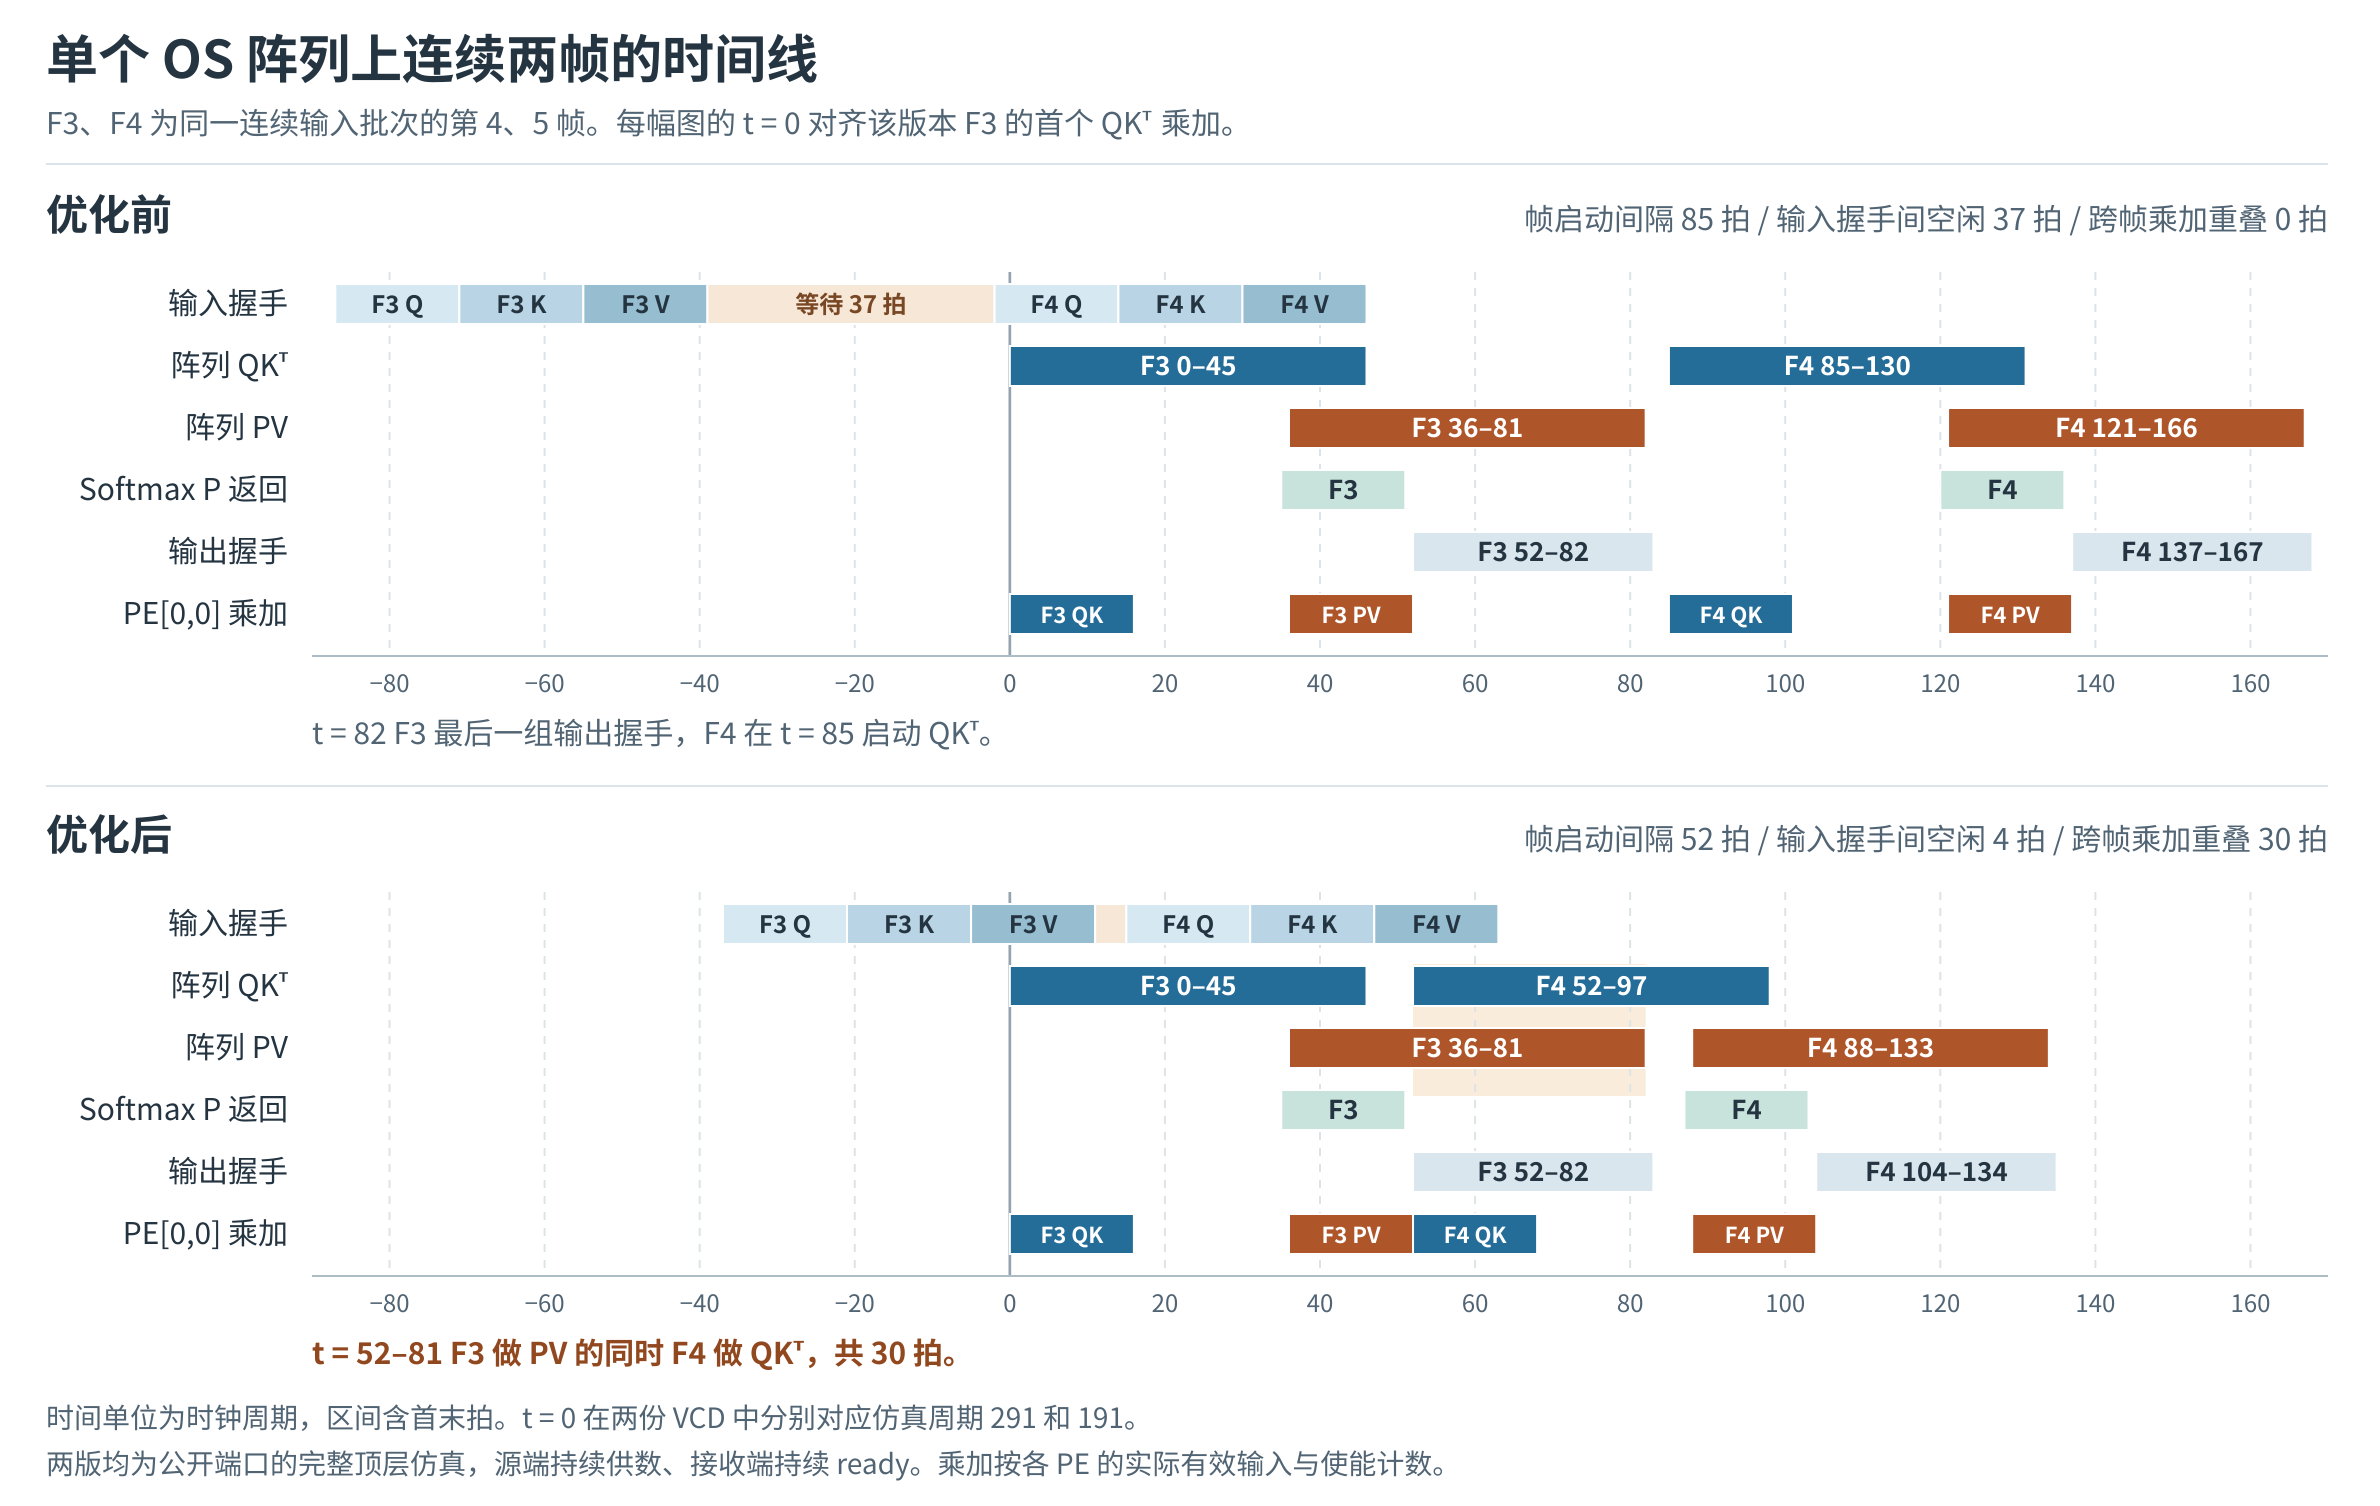 单个 OS 阵列上连续两帧的时间线
F3、F4 为同一连续输入批次的第 4、5 帧。每幅图的 t = 0 对齐该版本 F3 的首个 QKᵀ 乘加。
优化前
帧启动间隔 85 拍 / 输入握手间空闲 37 拍 / 跨帧乘加重叠 0 拍
输入握手 F3 Q F3 K F3 V 等待 37 拍 F4 Q F4 K F4 V
阵列 QKᵀ F3 0–45 F4 85–130
阵列 PV F3 36–81 F4 121–166
Softmax P 返回 F3 F4
输出握手 F3 52–82 F4 137–167
PE[0,0] 乘加 F3 QK F3 PV F4 QK F4 PV
−80 −60 −40 −20 0 20 40 60 80 100 120 140 160
t = 82 F3 最后一组输出握手，F4 在 t = 85 启动 QKᵀ。
优化后
帧启动间隔 52 拍 / 输入握手间空闲 4 拍 / 跨帧乘加重叠 30 拍
输入握手 F3 Q F3 K F3 V F4 Q F4 K F4 V
阵列 QKᵀ F3 0–45 F4 52–97
阵列 PV F3 36–81 F4 88–133
Softmax P 返回 F3 F4
输出握手 F3 52–82 F4 104–134
PE[0,0] 乘加 F3 QK F3 PV F4 QK F4 PV
−80 −60 −40 −20 0 20 40 60 80 100 120 140 160
t = 52–81 F3 做 PV 的同时 F4 做 QKᵀ，共 30 拍。
时间单位为时钟周期，区间含首末拍。t = 0 在两份 VCD 中分别对应仿真周期 291 和 191。
两版均为公开端口的完整顶层仿真，源端持续供数、接收端持续 ready。乘加按各 PE 的实际有效输入与使能计数。